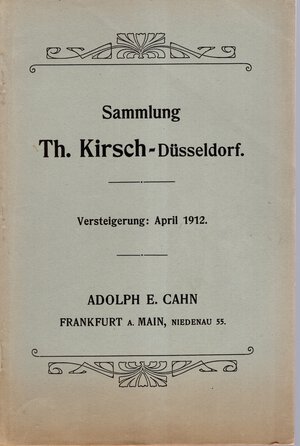 Sammlung
Th. Kirsch-Düsseldorf.
Versteigerung: April 1912.
ADOLPH E. CAHN
FRANKFURT A. MAIN, NIEDENAU 55.